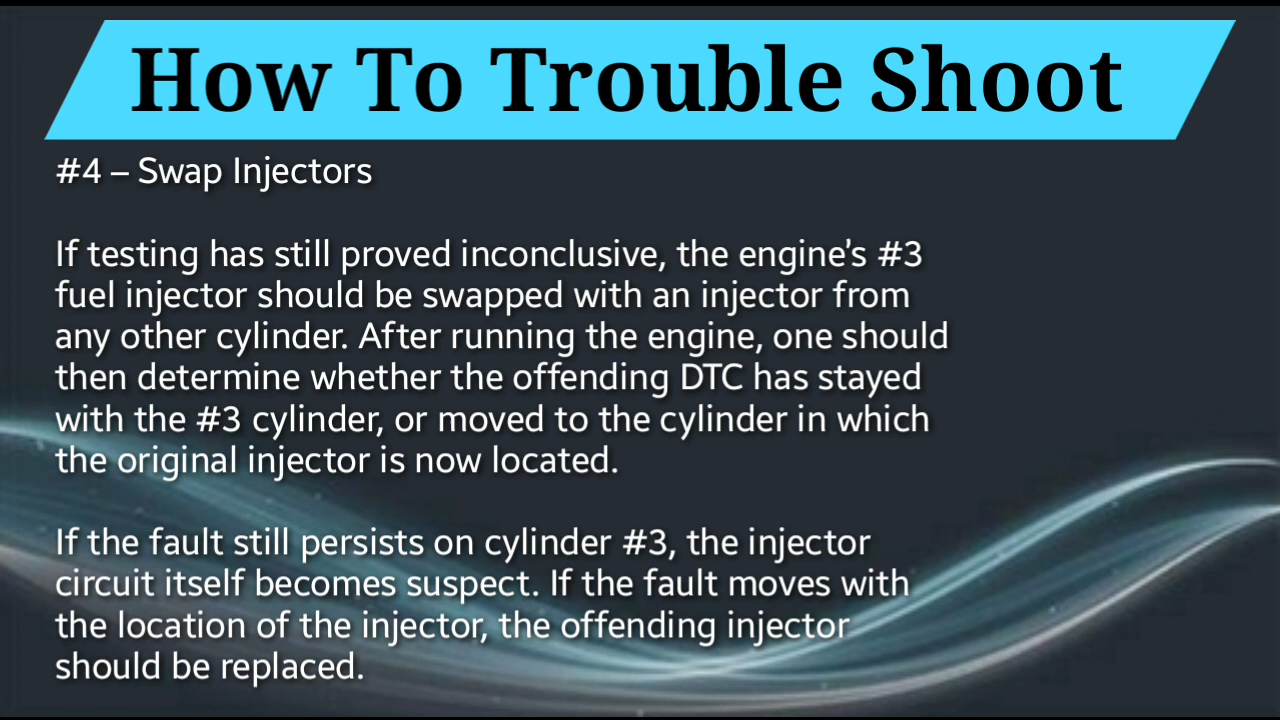 How To Trouble Shoot
#4 – Swap Injectors
If testing has still proved inconclusive, the engine's #3
fuel injector should be swapped with an injector from
any other cylinder. After running the engine, one should
then determine whether the offending DTC has stayed
with the #3 cylinder, or moved to the cylinder in which
the original injector is now located.
If the fault still persists on cylinder #3, the injector
circuit itself becomes suspect. If the fault moves with
the location of the injector, the offending injector
should be replaced.